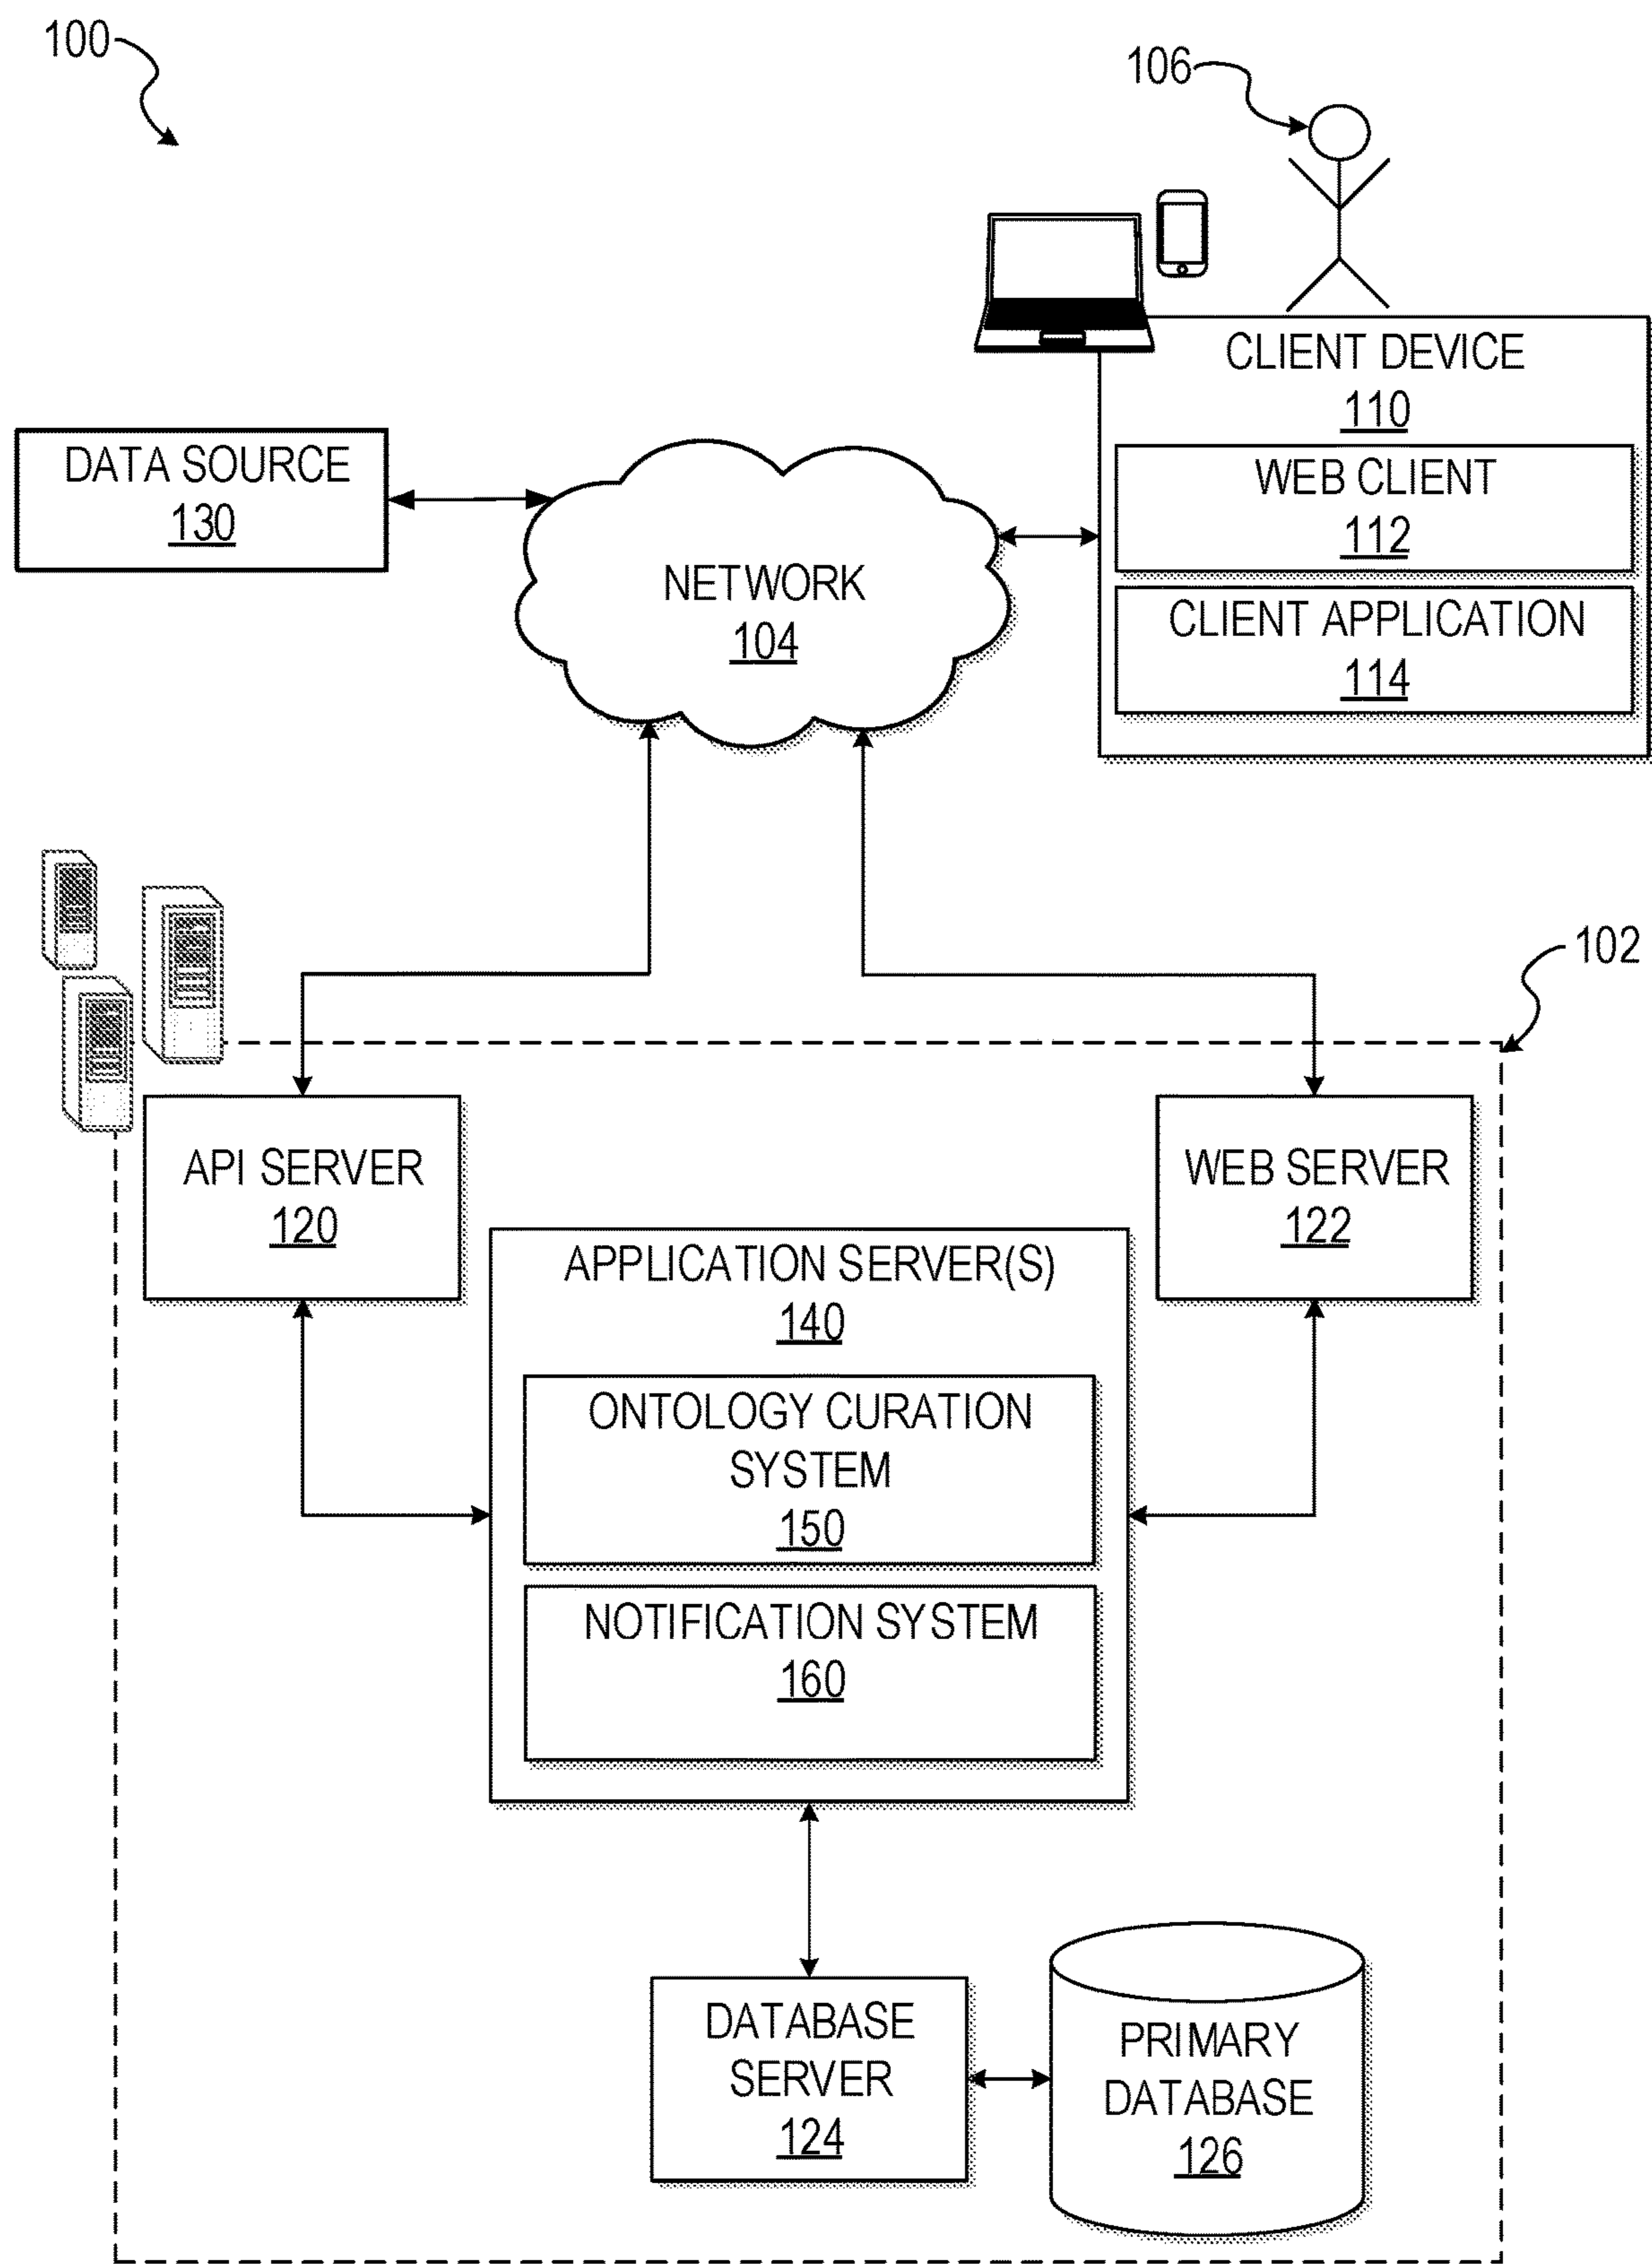 100
106
CLIENT DEVICE
110
WEB CLIENT
112
CLIENT APPLICATION
114
DATA SOURCE
130
NETWORK
104
102
API SERVER
120
WEB SERVER
122
APPLICATION SERVER(S)
140
ONTOLOGY CURATION
SYSTEM
150
NOTIFICATION SYSTEM
160
DATABASE
SERVER
124
PRIMARY
DATABASE
126